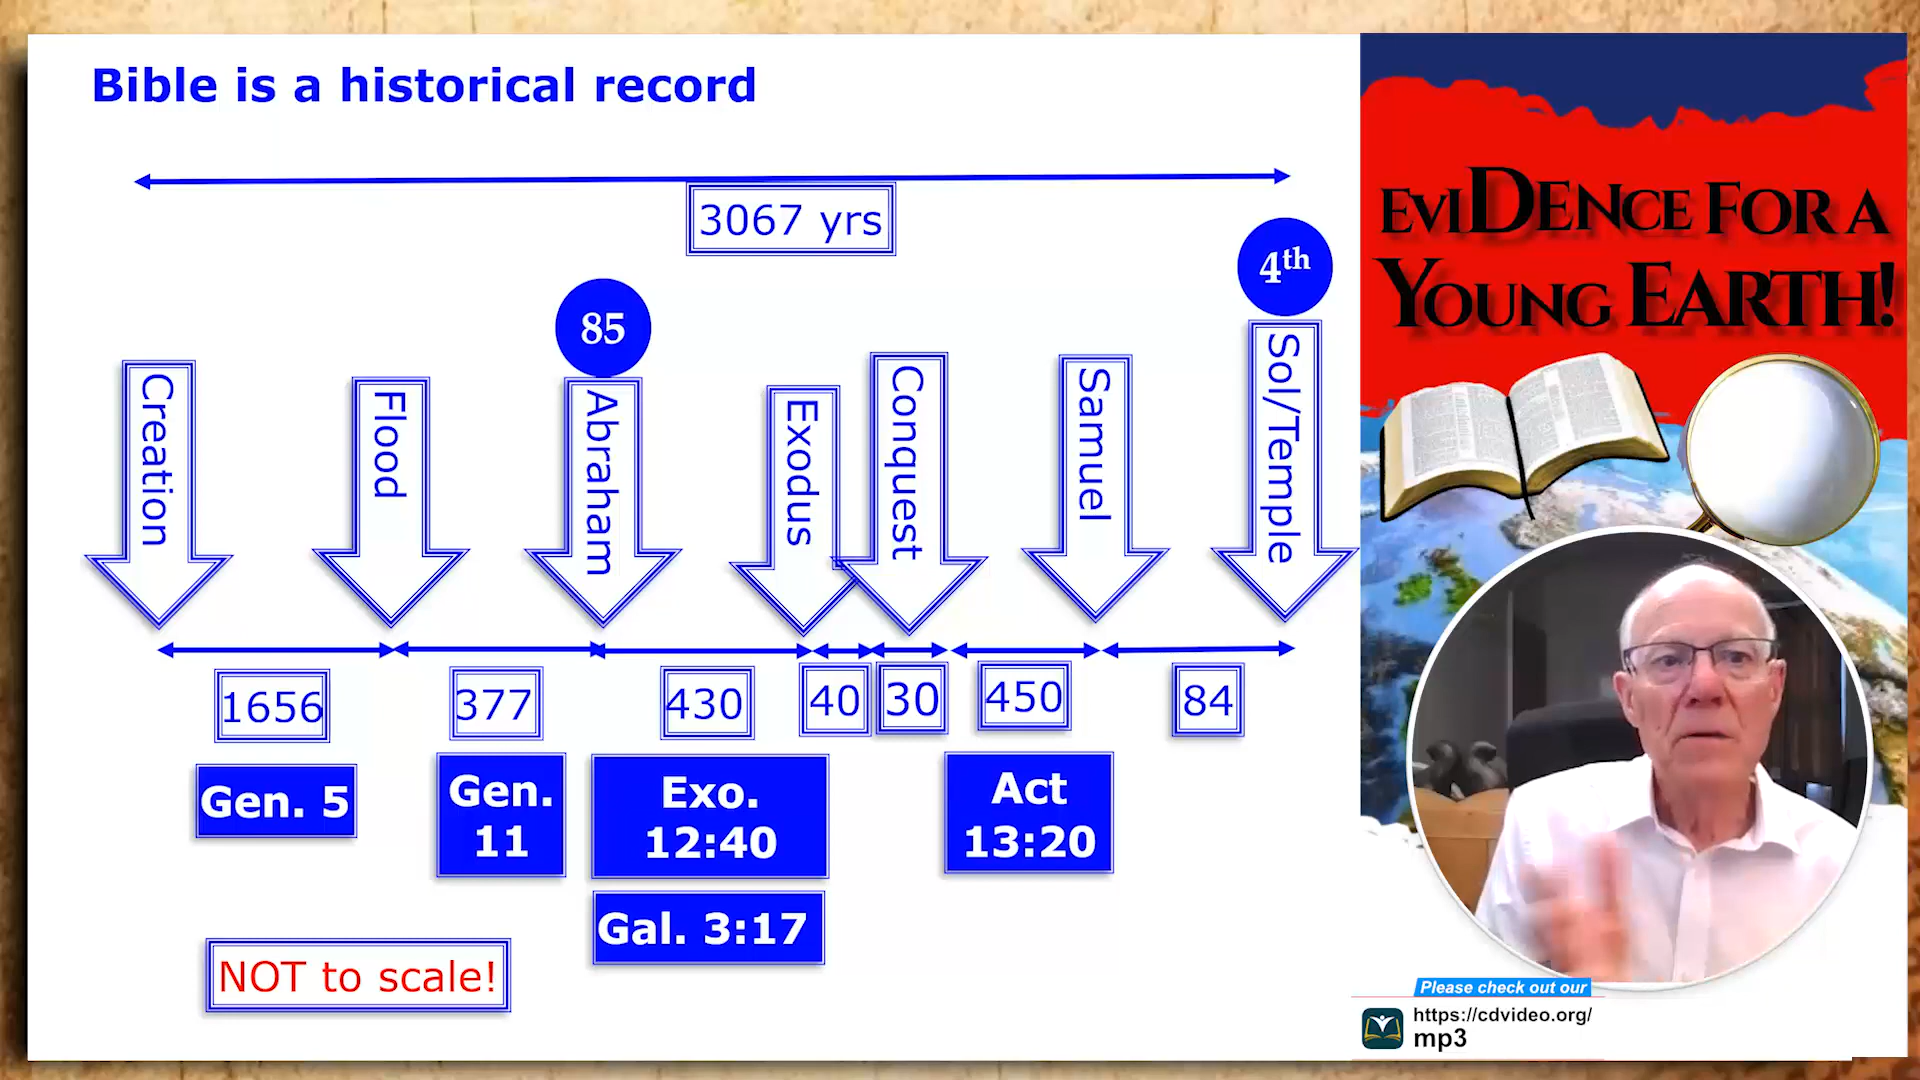 Bible is a historical record
3067 yrs
85
4th
Creation
Flood
Abraham
Exodus
Conquest
Samuel
Sol/Temple
1656
377
430
40
30
450
84
Gen. 5
Gen.
11
Exo.
12:40
Act
13:20
Gal. 3:17
NOT to scale!
EVIDENCE FOR A
YOUNG EARTH!
Please check out our
https://cdvideo.org/
mp3